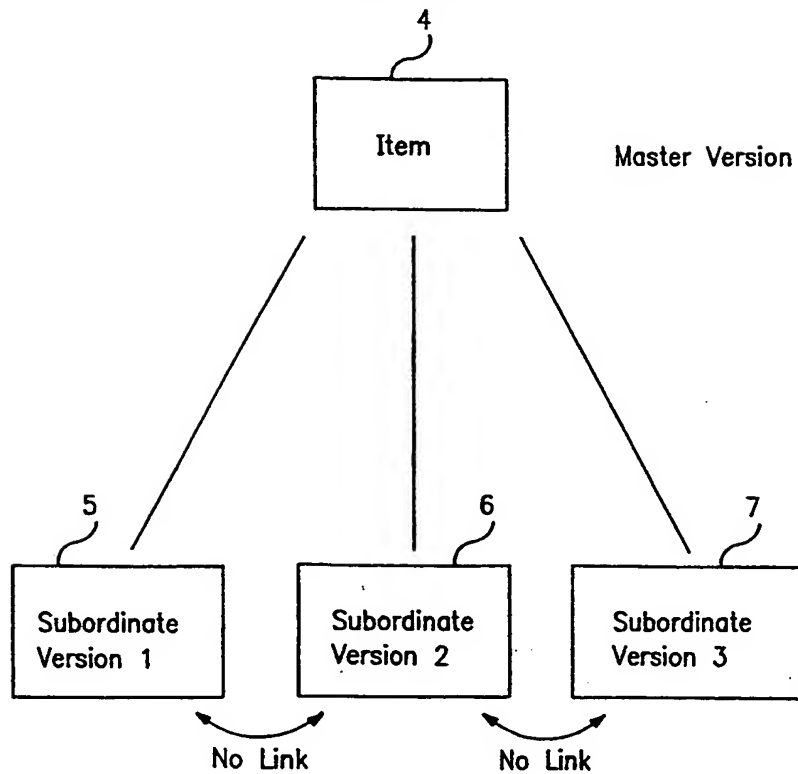 4
Item
Master Version
5
6
7
Subordinate
Version 1
Subordinate
Version 2
Subordinate
Version 3
No Link
No Link